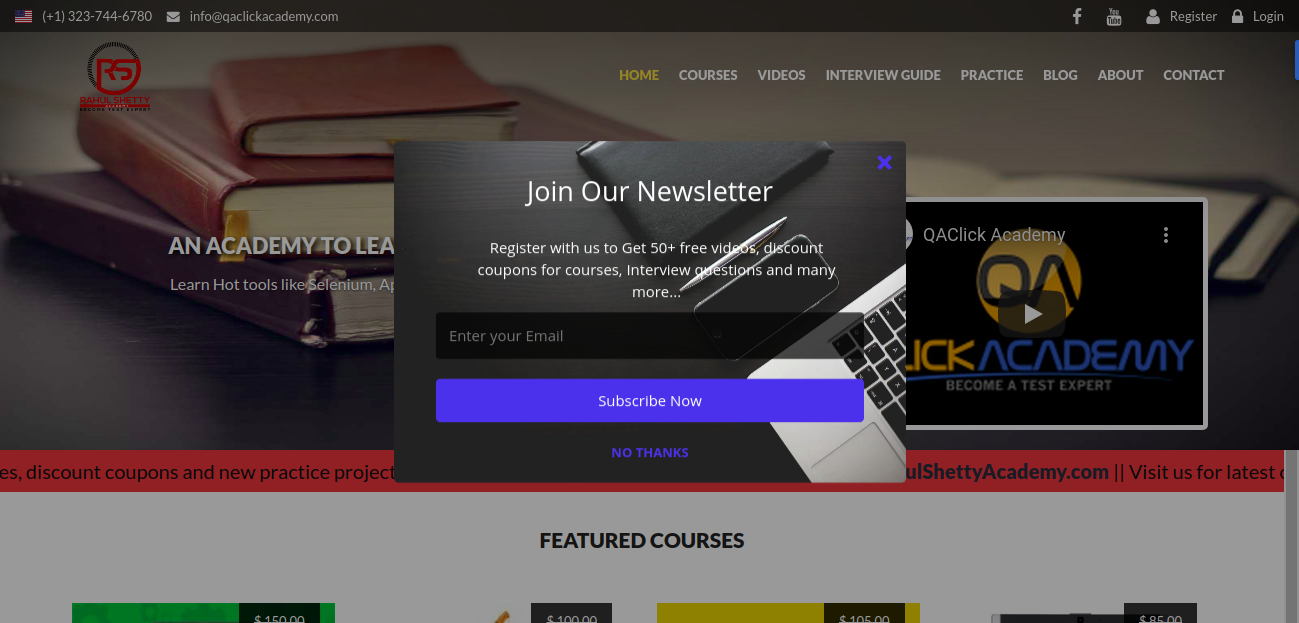 (+1) 323-744-6780 info@qaclickacademy.com
You Tube Register Login
RAHUL SHETTY
HOME COURSES VIDEOS INTERVIEW GUIDE PRACTICE BLOG ABOUT CONTACT
AN ACADEMY TO LEA
Learn Hot tools like Selenium, Ap
Join Our Newsletter
Register with us to Get 50+ free videos, discount
coupons for courses, Interview questions and many
more...
Enter your Email
Subscribe Now
NO THANKS
QAClick Academy
QA
LICK ACADEMY
BECOME A TEST EXPERT
es, discount coupons and new practice project
ulShettyAcademy.com || Visit us for latest
FEATURED COURSES
$ 150.00 $ 100.00 $ 105.00 $ 85.00